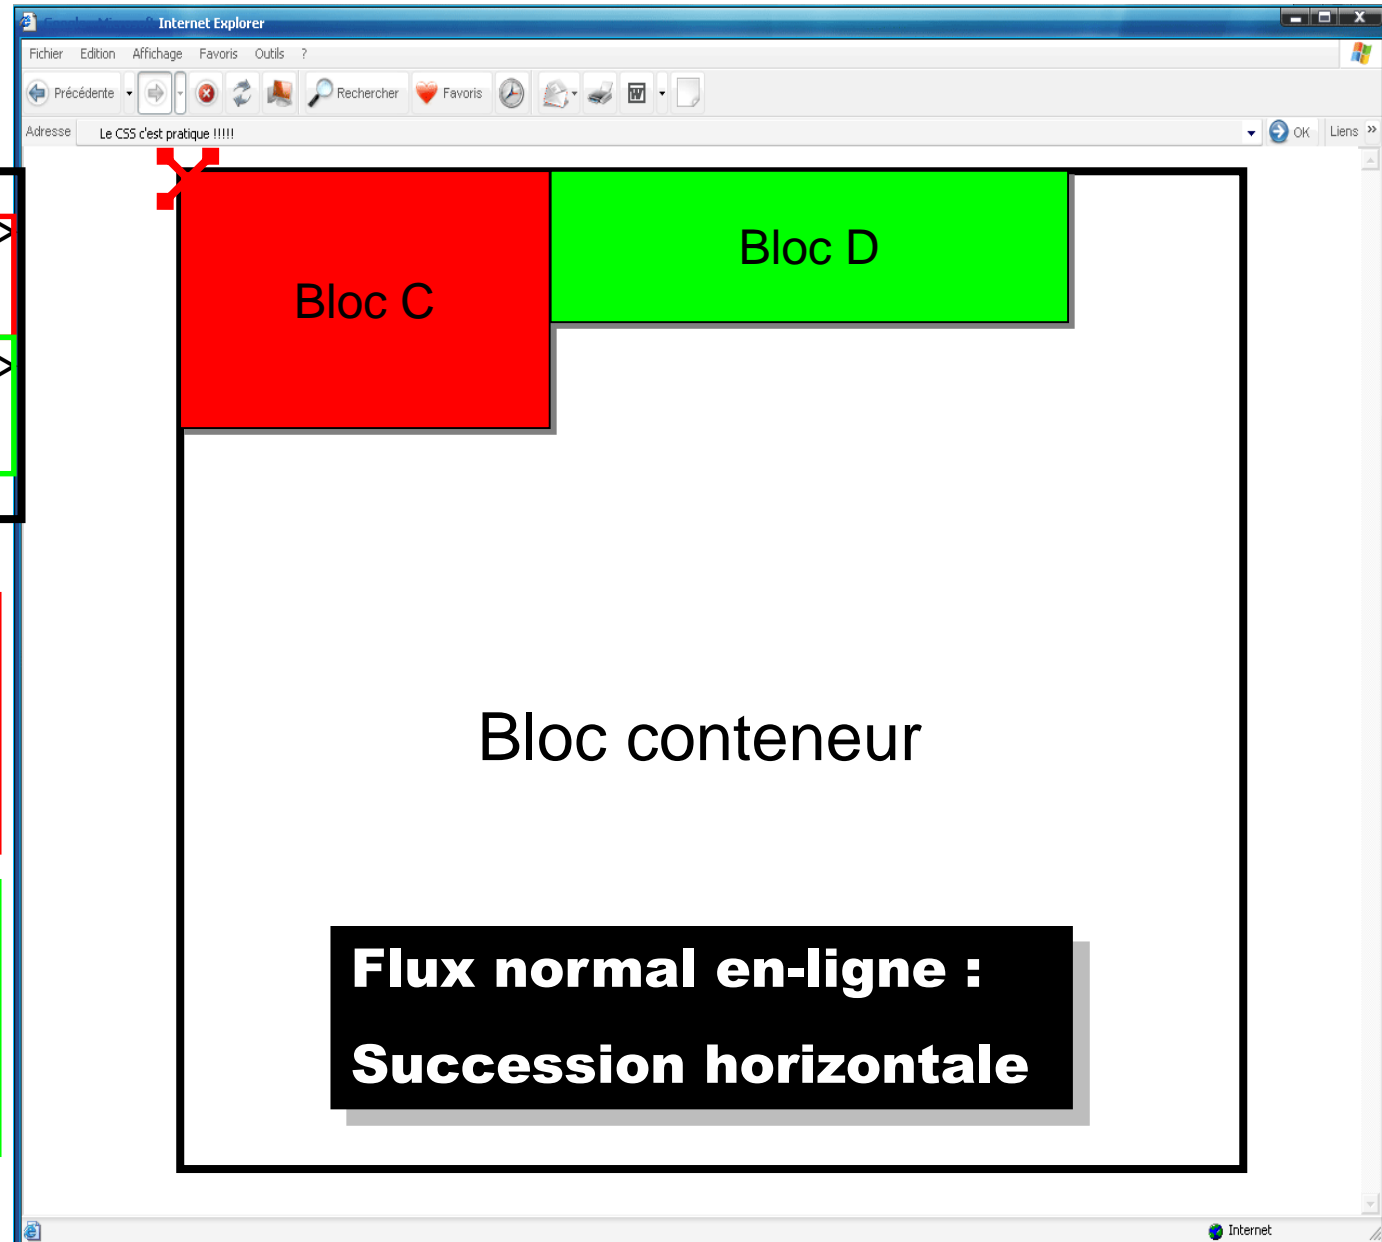 Internet Explorer
Fichier Edition Affichage Favoris Outils ?
Précédente Rechercher Favoris
Adresse Le CSS c'est pratique !!!!! OK Liens »
>
>
Bloc D
Bloc C
Bloc conteneur
Flux normal en-ligne :
Succession horizontale
Internet